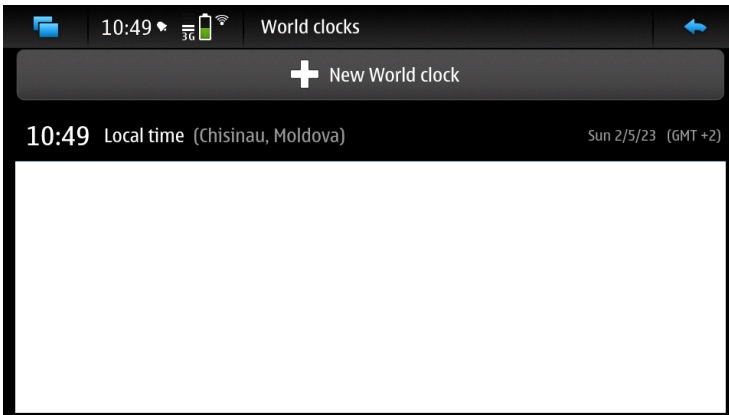 10:49 3G World clocks
New World clock
10:49 Local time (Chisinau, Moldova) Sun 2/5/23 (GMT +2)